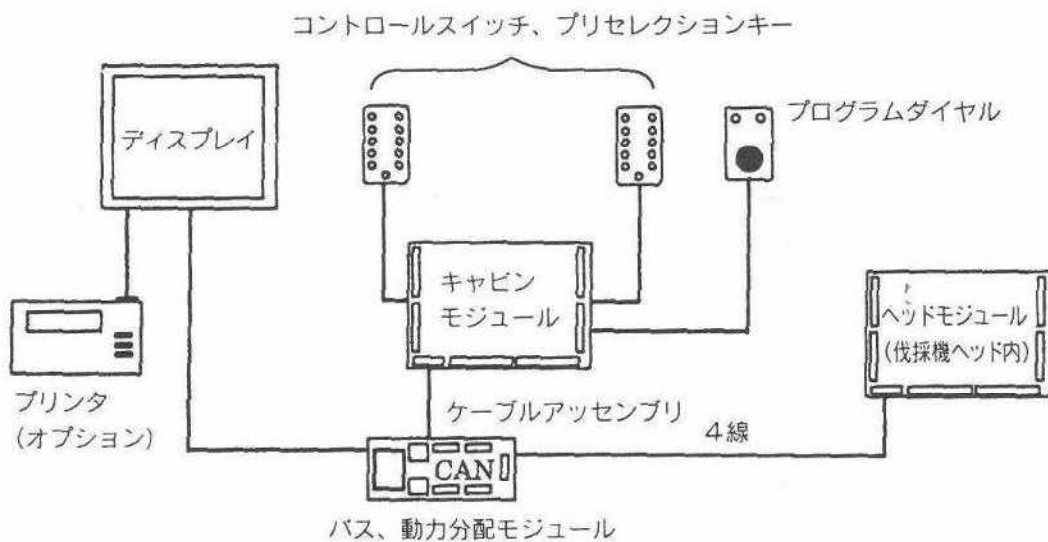 コントロールスイッチ、プリセレクションキー
ディスプレイ
プログラムダイヤル
キャビン
モジュール
ヘッドモジュール
(伐採機ヘッド内)
プリンタ
(オプション)
ケーブルアッセンブリ
4線
CAN
バス、動力分配モジュール